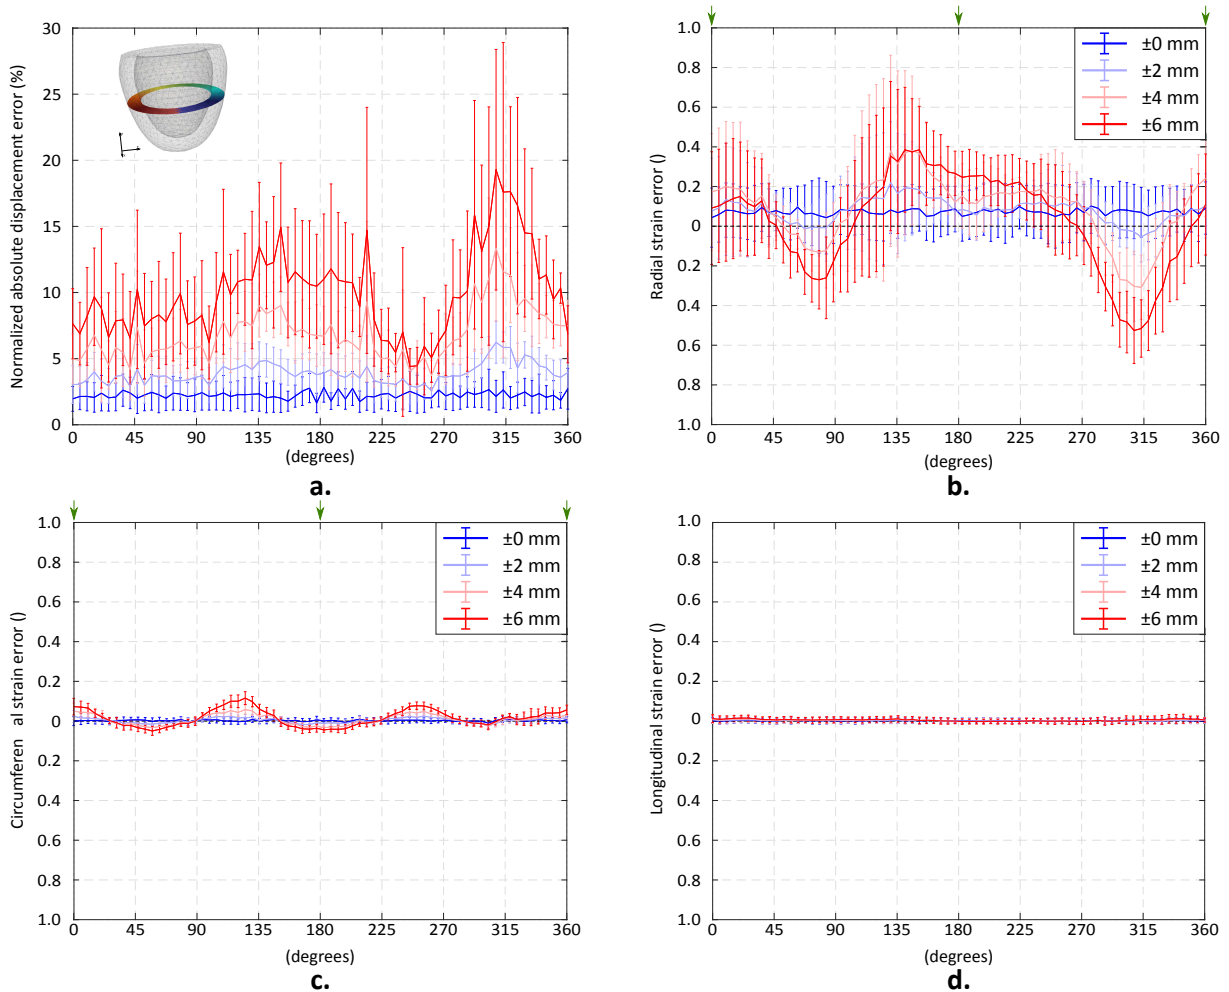 30
25
20
15
10
5
0
0 45 90 135 180 225 270 315 360
Normalized absolute displacement error (%)
(degrees)
a.
1.0
0.8
0.6
0.4
0.2
0
0.2
0.4
0.6
0.8
1.0
0 45 90 135 180 225 270 315 360
Radial strain error ()
(degrees)
±0 mm
±2 mm
±4 mm
±6 mm
b.
1.0
0.8
0.6
0.4
0.2
0
0.2
0.4
0.6
0.8
1.0
0 45 90 135 180 225 270 315 360
Circumferen al strain error ()
(degrees)
±0 mm
±2 mm
±4 mm
±6 mm
c.
1.0
0.8
0.6
0.4
0.2
0
0.2
0.4
0.6
0.8
1.0
0 45 90 135 180 225 270 315 360
Longitudinal strain error ()
(degrees)
±0 mm
±2 mm
±4 mm
±6 mm
d.